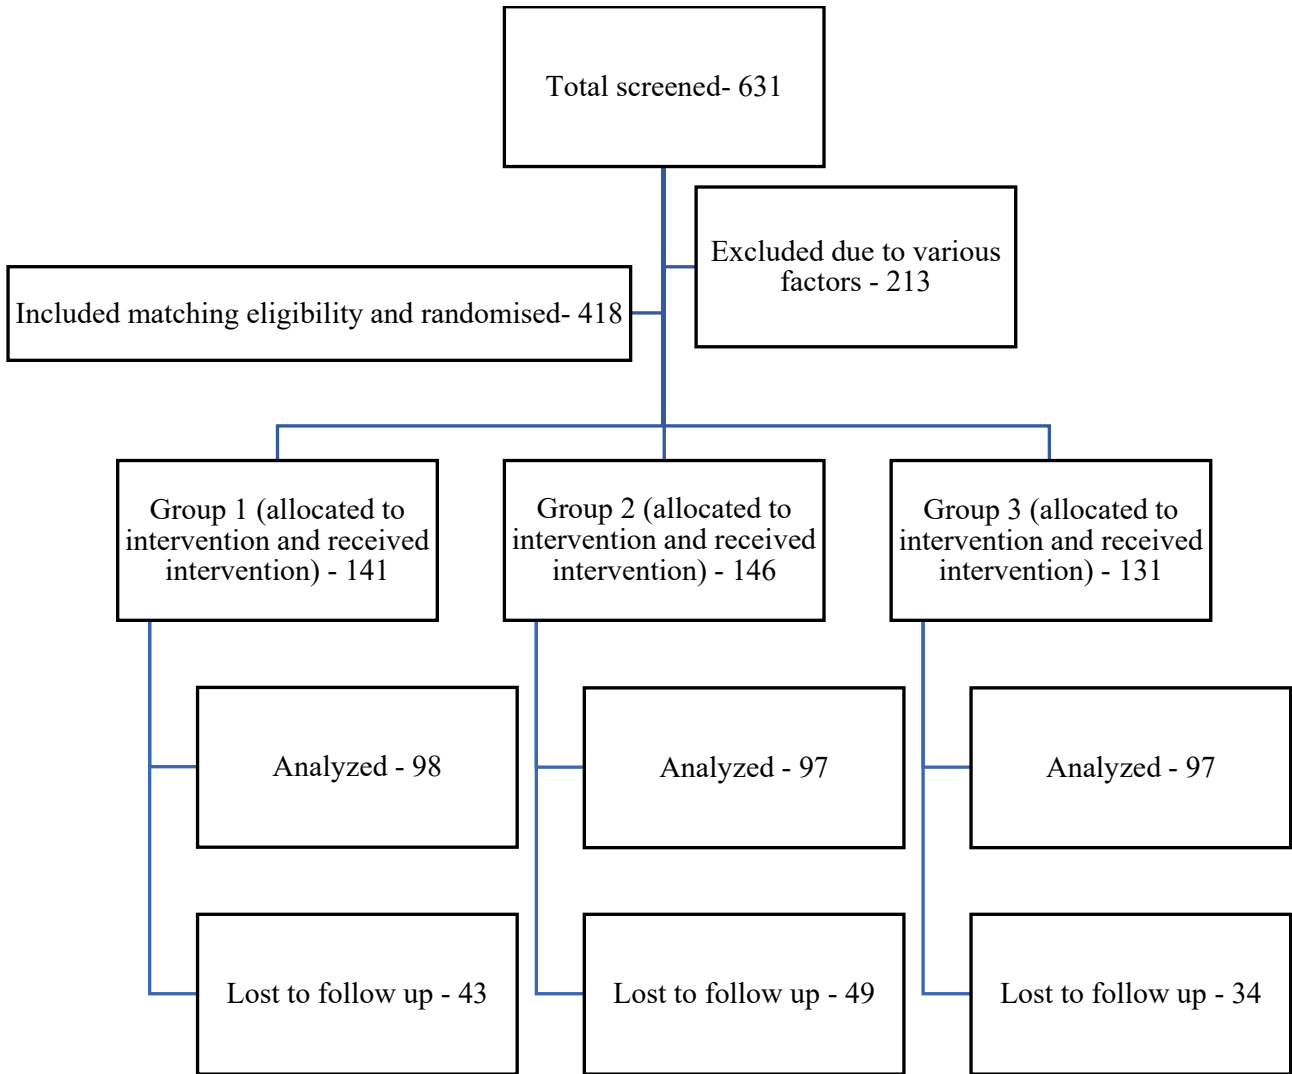 Total screened- 631
Excluded due to various
factors - 213
Included matching eligibility and randomised- 418
Group 1 (allocated to
intervention and received
intervention) - 141
Group 2 (allocated to
intervention and received
intervention) - 146
Group 3 (allocated to
intervention and received
intervention) - 131
Analyzed - 98
Analyzed - 97
Analyzed - 97
Lost to follow up - 43
Lost to follow up - 49
Lost to follow up - 34